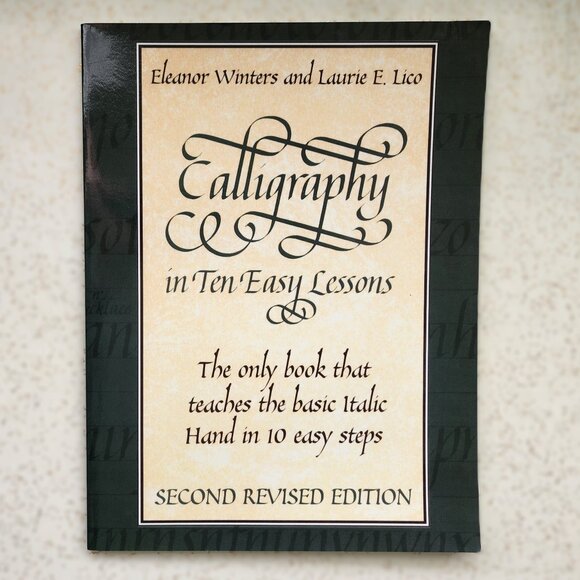 Eleanor Winters and Laurie E. Lico
Calligraphy
in Ten Easy Lessons
The only book that
teaches the basic Italic
Hand in 10 easy steps
SECOND REVISED EDITION